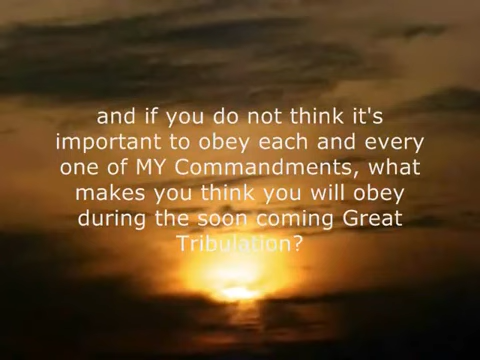 and if you do not think it's
important to obey each and every
one of MY Commandments, what
makes you think you will obey
during the soon coming Great
Tribulation?